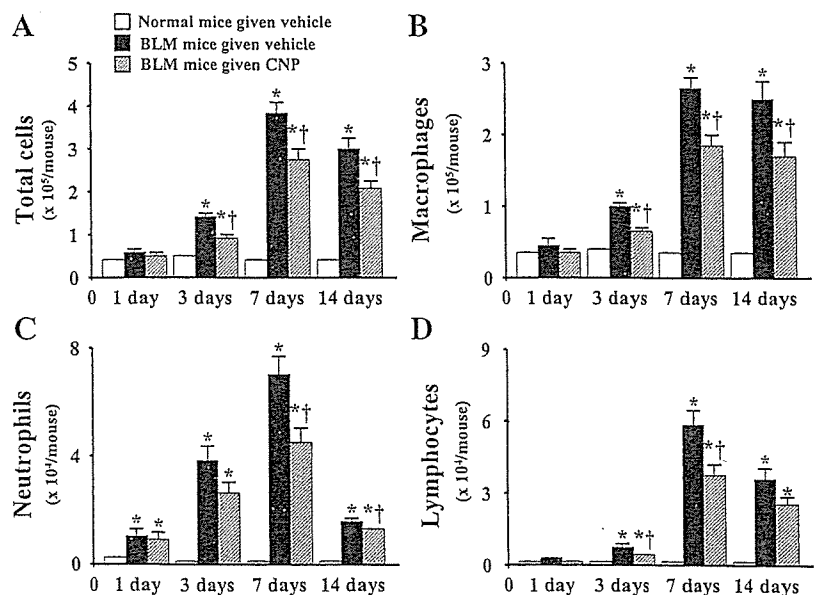 A
Normal mice given vehicle
BLM mice given vehicle
BLM mice given CNP
Total cells
(x 10⁵/mouse)
5
4
3
2
1
0
*
*†
*
*†
*
*†
0 1 day 3 days 7 days 14 days
B
Macrophages
(x 10⁵/mouse)
3
2
1
0
*
*†
*
*†
*
*†
0 1 day 3 days 7 days 14 days
C
Neutrophils
(x 10⁴/mouse)
8
4
0
*
*
*
*
*
*†
*
*†
0 1 day 3 days 7 days 14 days
D
Lymphocytes
(x 10⁴/mouse)
9
6
3
0
*
*†
*
*†
*
*
0 1 day 3 days 7 days 14 days